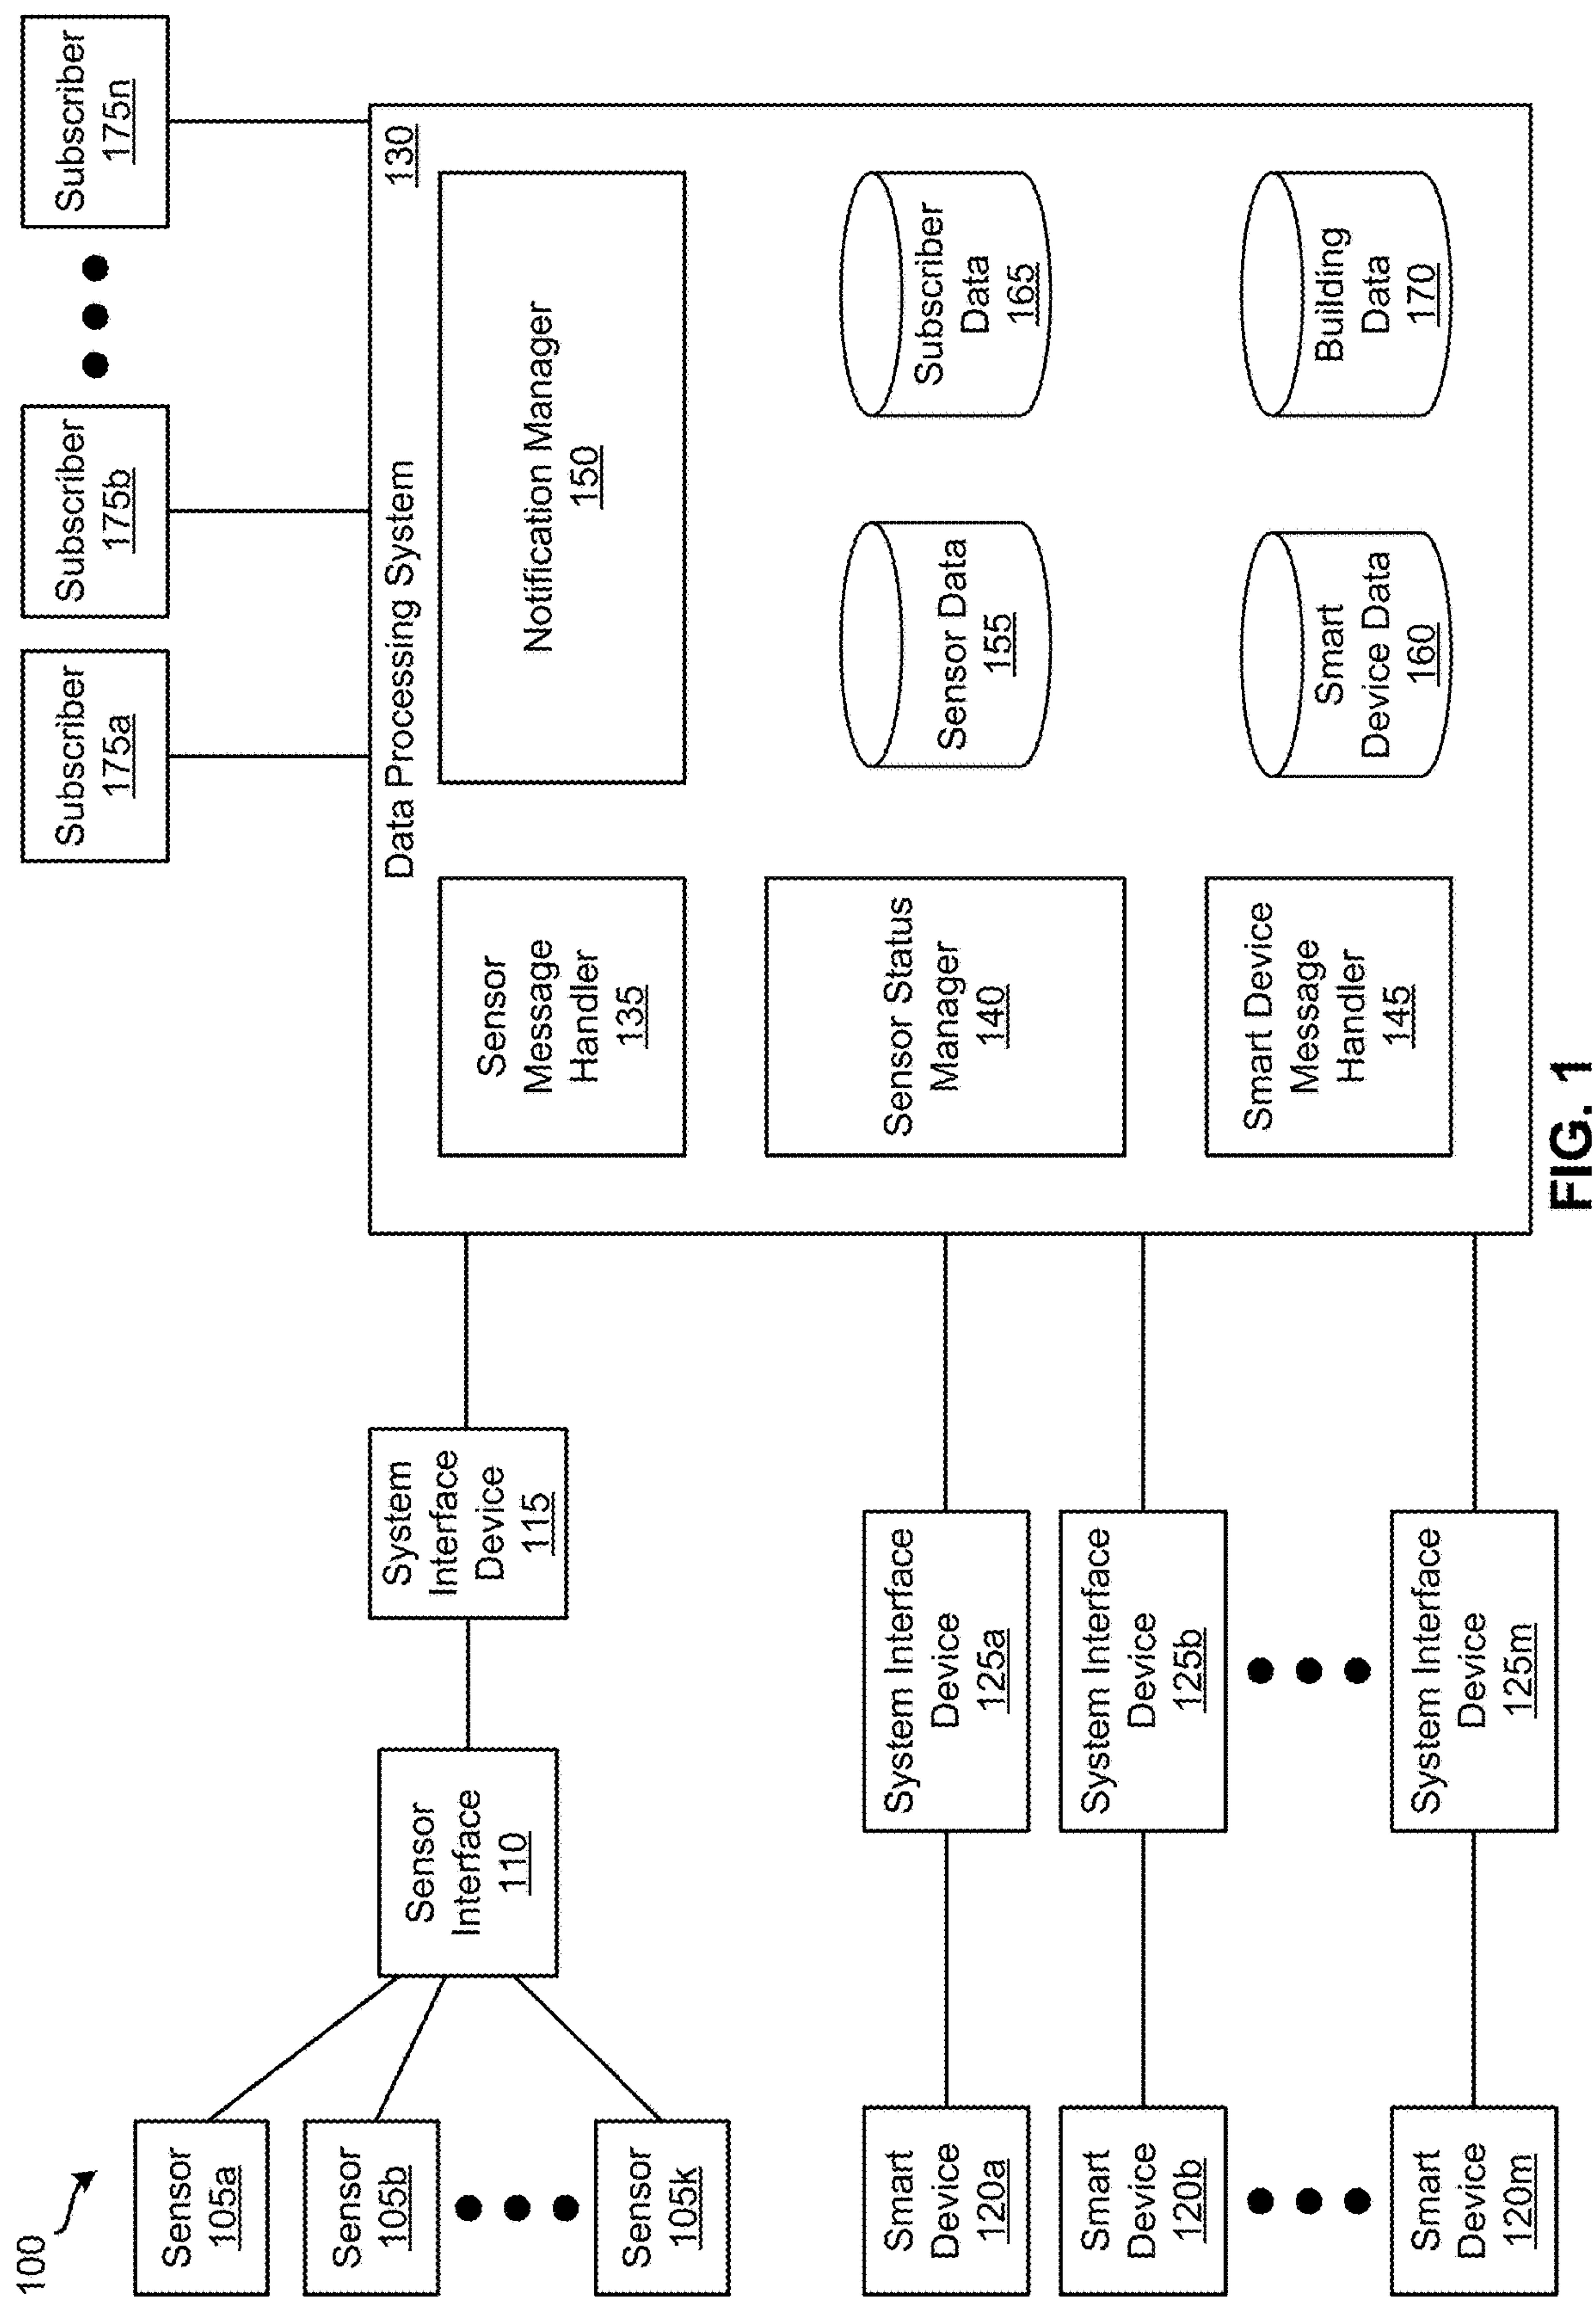 100
Sensor
105a
Sensor
105b
Sensor
105k
Sensor
Interface
110
System
Interface
Device
115
Smart
Device
120a
Smart
Device
120b
Smart
Device
120m
System Interface
Device
125a
System Interface
Device
125b
System Interface
Device
125m
Subscriber
175a
Subscriber
175b
Subscriber
175n
Data Processing System
130
Sensor
Message
Handler
135
Notification Manager
150
Sensor Status
Manager
140
Sensor Data
155
Subscriber
Data
165
Smart Device
Message
Handler
145
Smart
Device Data
160
Building
Data
170
FIG. 1